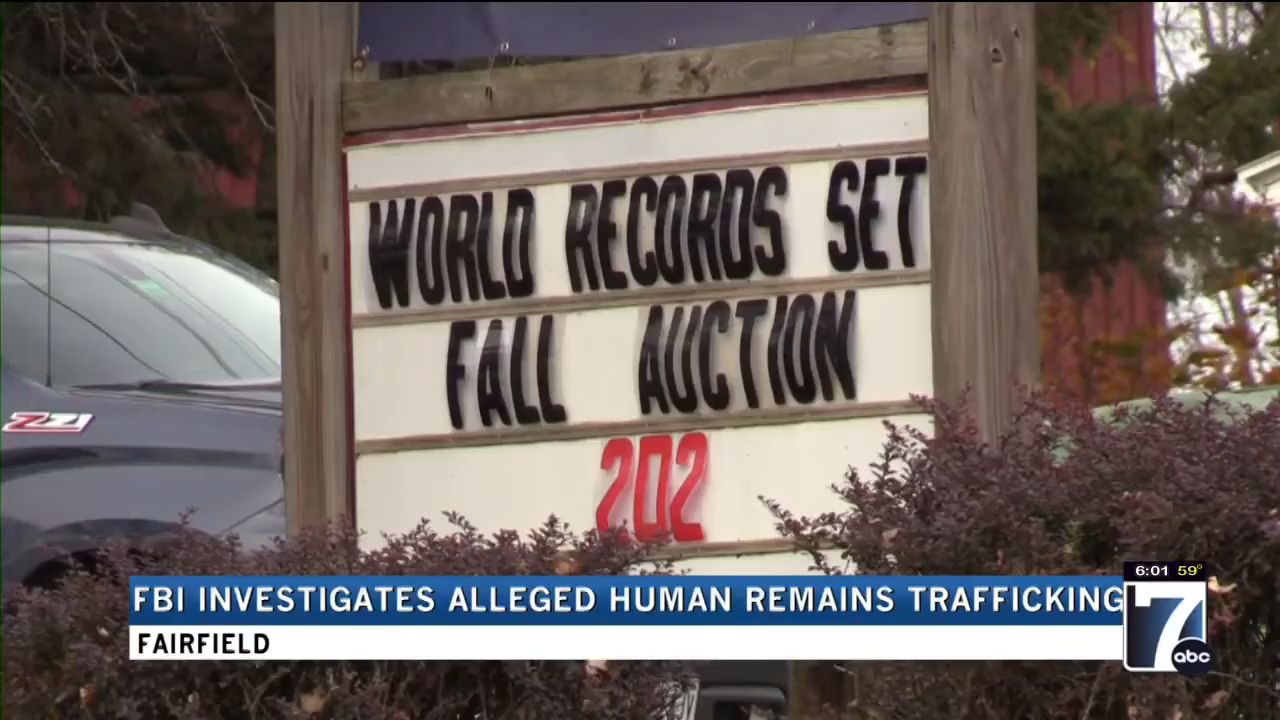 WORLD RECORDS SET
FALL AUCTION
202
Z71
FBI INVESTIGATES ALLEGED HUMAN REMAINS TRAFFICKING
FAIRFIELD
6:01 59°
7
abc